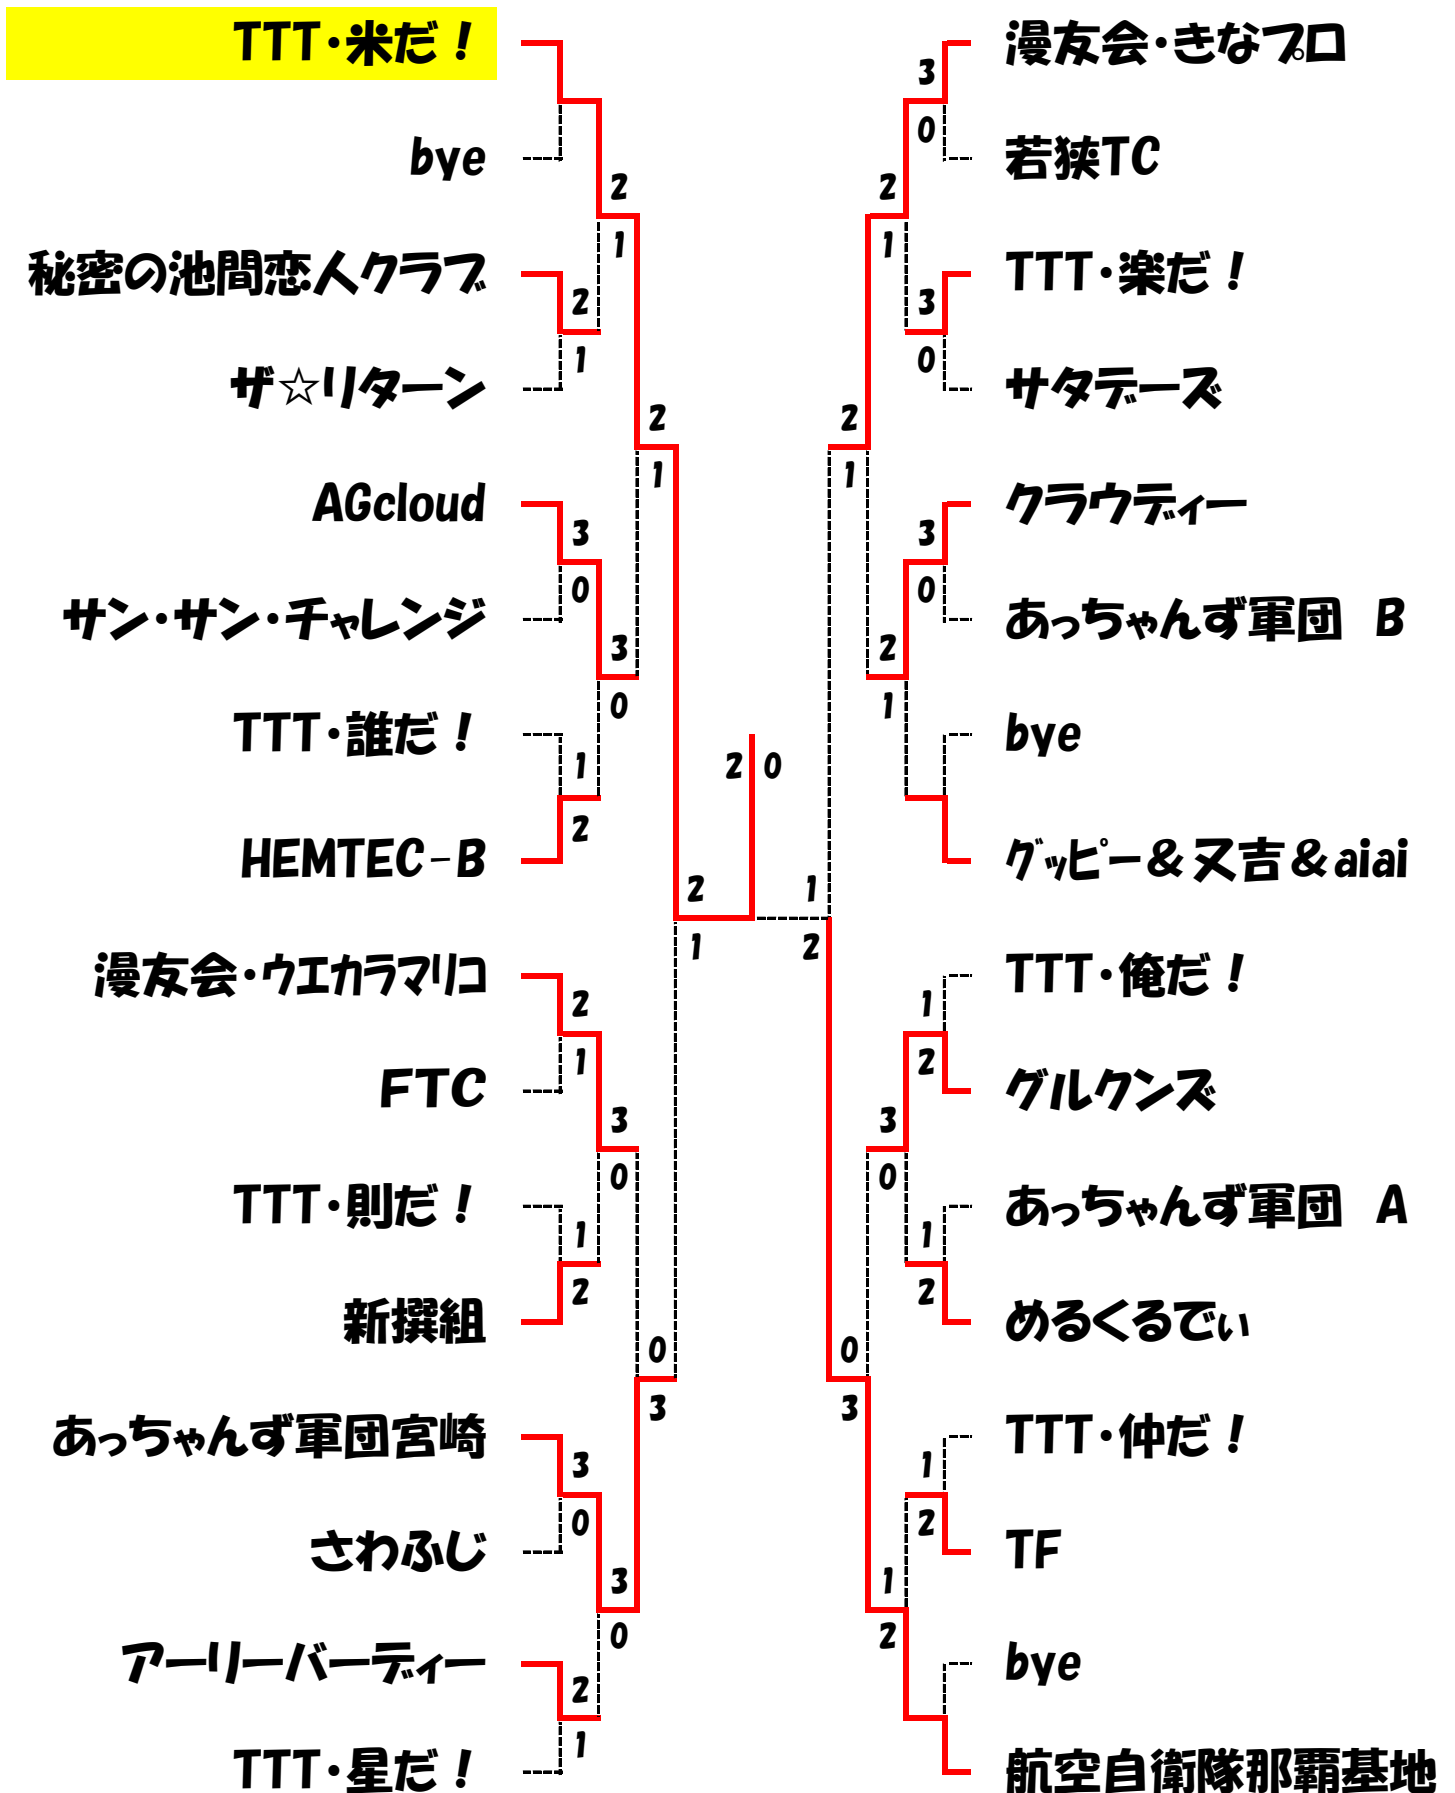 TTT・米だ！
bye
2
1
秘密の池間恋人クラブ
2
1
ザ☆リターン
2
1
AGcloud
3
0
サン・サン・チャレンジ
3
0
TTT・誰だ！
1
2
HEMTEC-B
2
1
漫友会・ウエカラマリコ
2
1
FTC
3
0
TTT・則だ！
1
2
新撰組
0
3
あっちゃんず軍団宮崎
3
0
さわふじ
3
0
アーリーバーディー
2
1
TTT・星だ！
2 0
漫友会・きなプロ
3
0
若狭TC
2
1
TTT・楽だ！
3
0
サタデーズ
2
1
クラウディー
3
0
あっちゃんず軍団　B
2
1
bye
グッピー＆又吉＆aiai
1
2
TTT・俺だ！
1
2
グルクンズ
3
0
あっちゃんず軍団　A
1
2
めるくるでぃ
0
3
TTT・仲だ！
1
2
TF
1
2
bye
航空自衛隊那覇基地